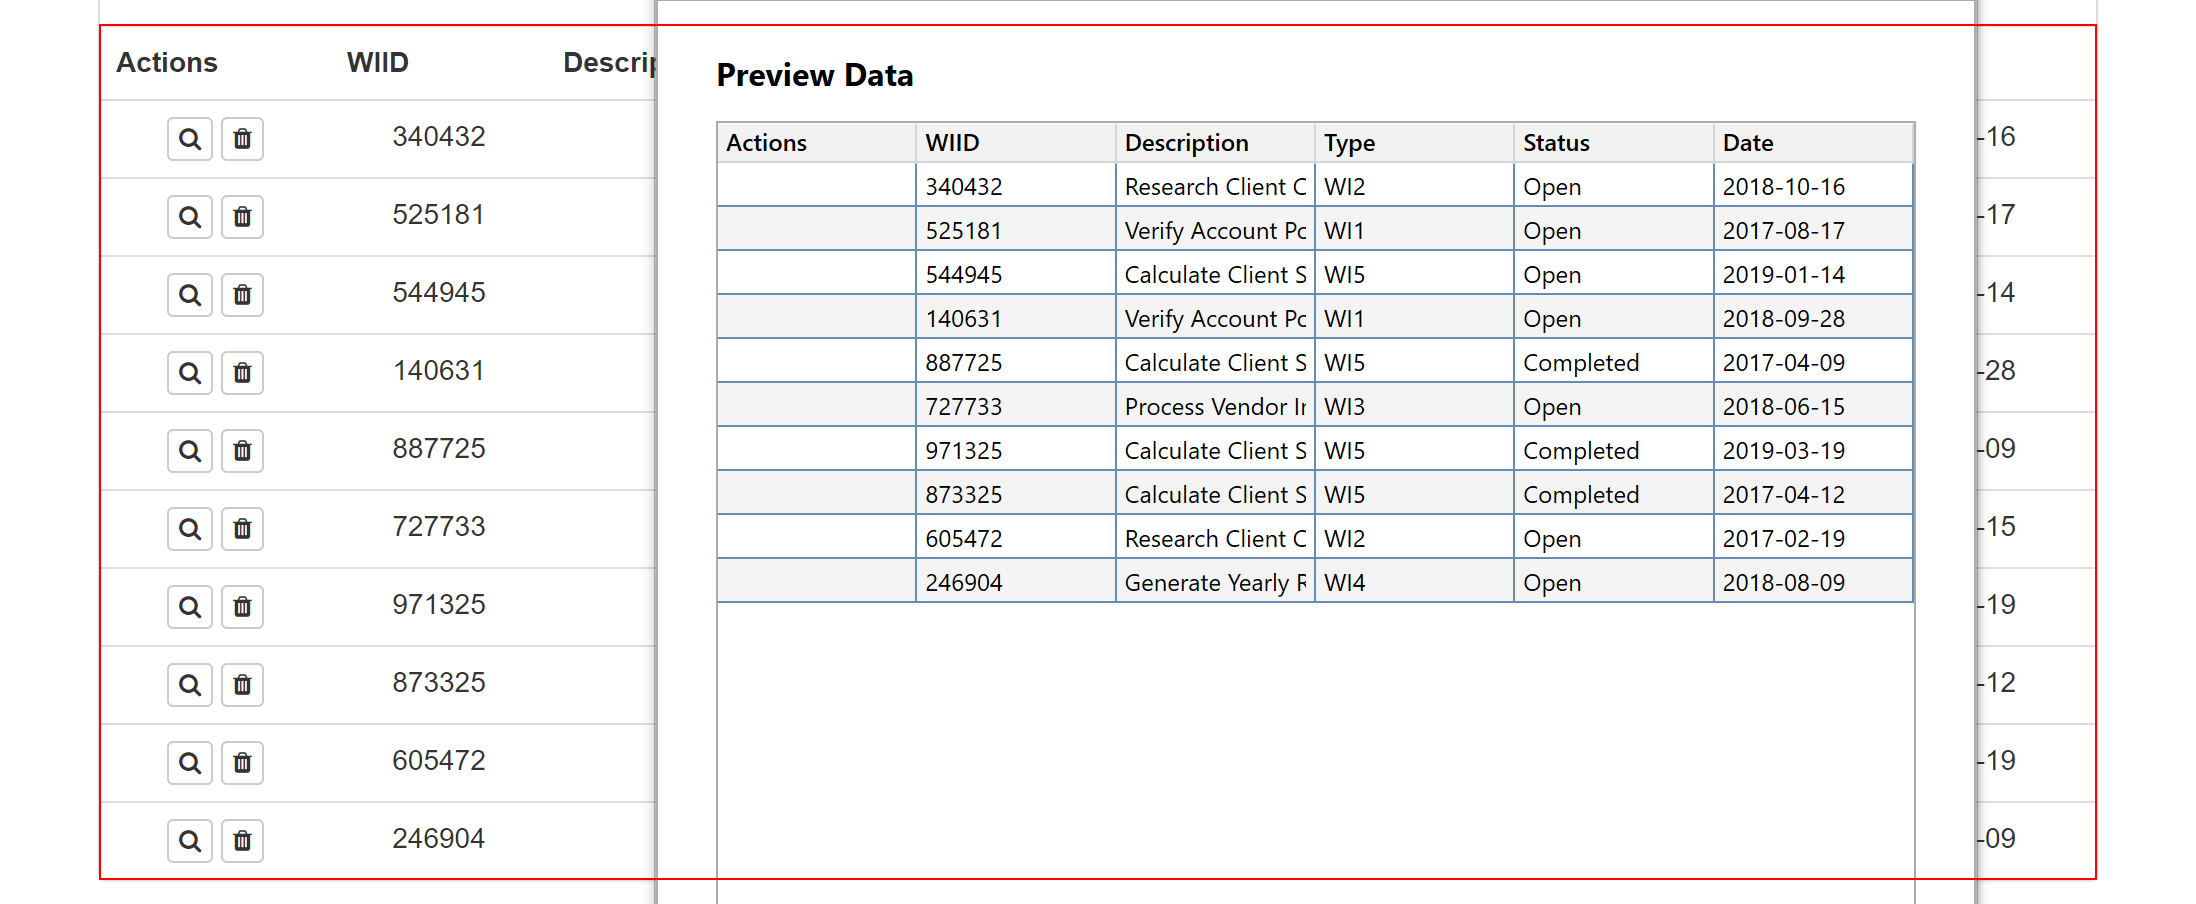 Actions WIID Descrip
340432 -16
525181 -17
544945 -14
140631 -28
887725 -09
727733 -15
971325 -19
873325 -12
605472 -19
246904 -09
Preview Data
Actions WIID Description Type Status Date
340432 Research Client C WI2 Open 2018-10-16
525181 Verify Account Po WI1 Open 2017-08-17
544945 Calculate Client S WI5 Open 2019-01-14
140631 Verify Account Po WI1 Open 2018-09-28
887725 Calculate Client S WI5 Completed 2017-04-09
727733 Process Vendor In WI3 Open 2018-06-15
971325 Calculate Client S WI5 Completed 2019-03-19
873325 Calculate Client S WI5 Completed 2017-04-12
605472 Research Client C WI2 Open 2017-02-19
246904 Generate Yearly R WI4 Open 2018-08-09